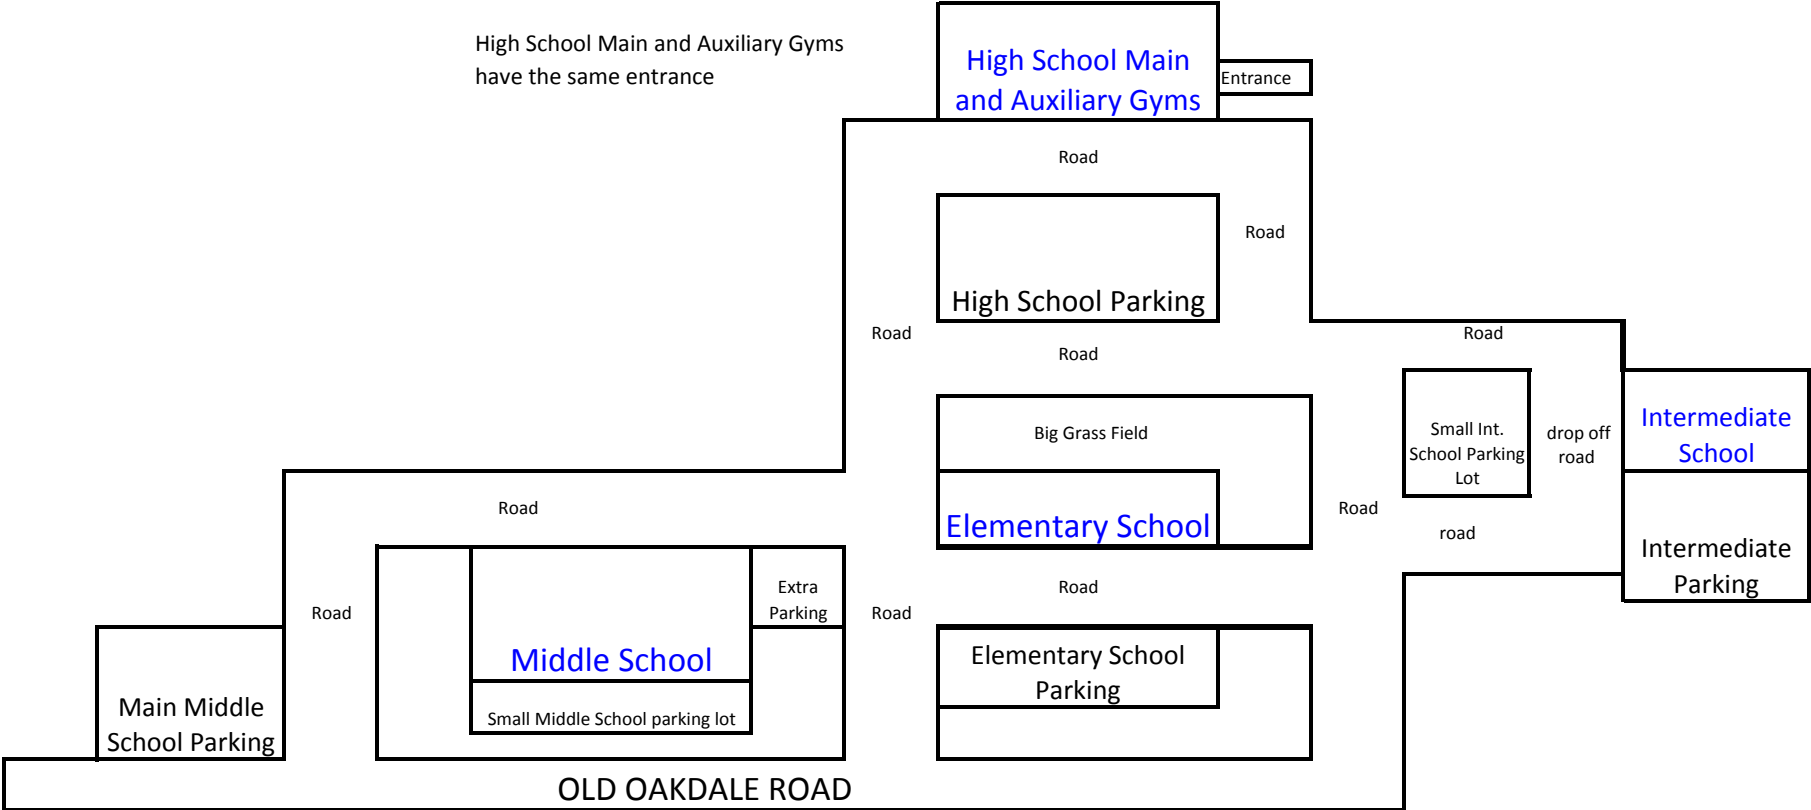 High School Main and Auxiliary Gyms
have the same entrance
High School Main
and Auxiliary Gyms
Entrance
Road
Road
High School Parking
Road
Road
Road
Big Grass Field
Small Int.
School Parking
Lot
drop off
road
Intermediate
School
Road
Elementary School
Road
road
Intermediate
Parking
Extra
Parking
Road
Road
Road
Middle School
Elementary School
Parking
Main Middle
School Parking
Small Middle School parking lot
OLD OAKDALE ROAD